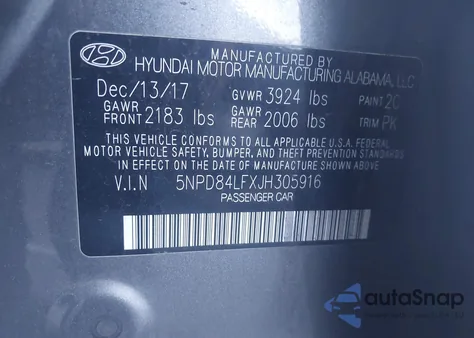 MANUFACTURED BY
HYUNDAI MOTOR MANUFACTURING ALABAMA, LLC
Dec/13/17 GVWR 3924 lbs PAINT 2C
GAWR FRONT 2183 lbs GAWR REAR 2006 lbs TRIM PK
THIS VEHICLE CONFORMS TO ALL APPLICABLE U.S.A. FEDERAL
MOTOR VEHICLE SAFETY, BUMPER, AND THEFT PREVENTION STANDARDS
IN EFFECT ON THE DATE OF MANUFACTURE SHOWN ABOVE.
V.I.N 5NPD84LFXJH305916
PASSENGER CAR
autoSnap